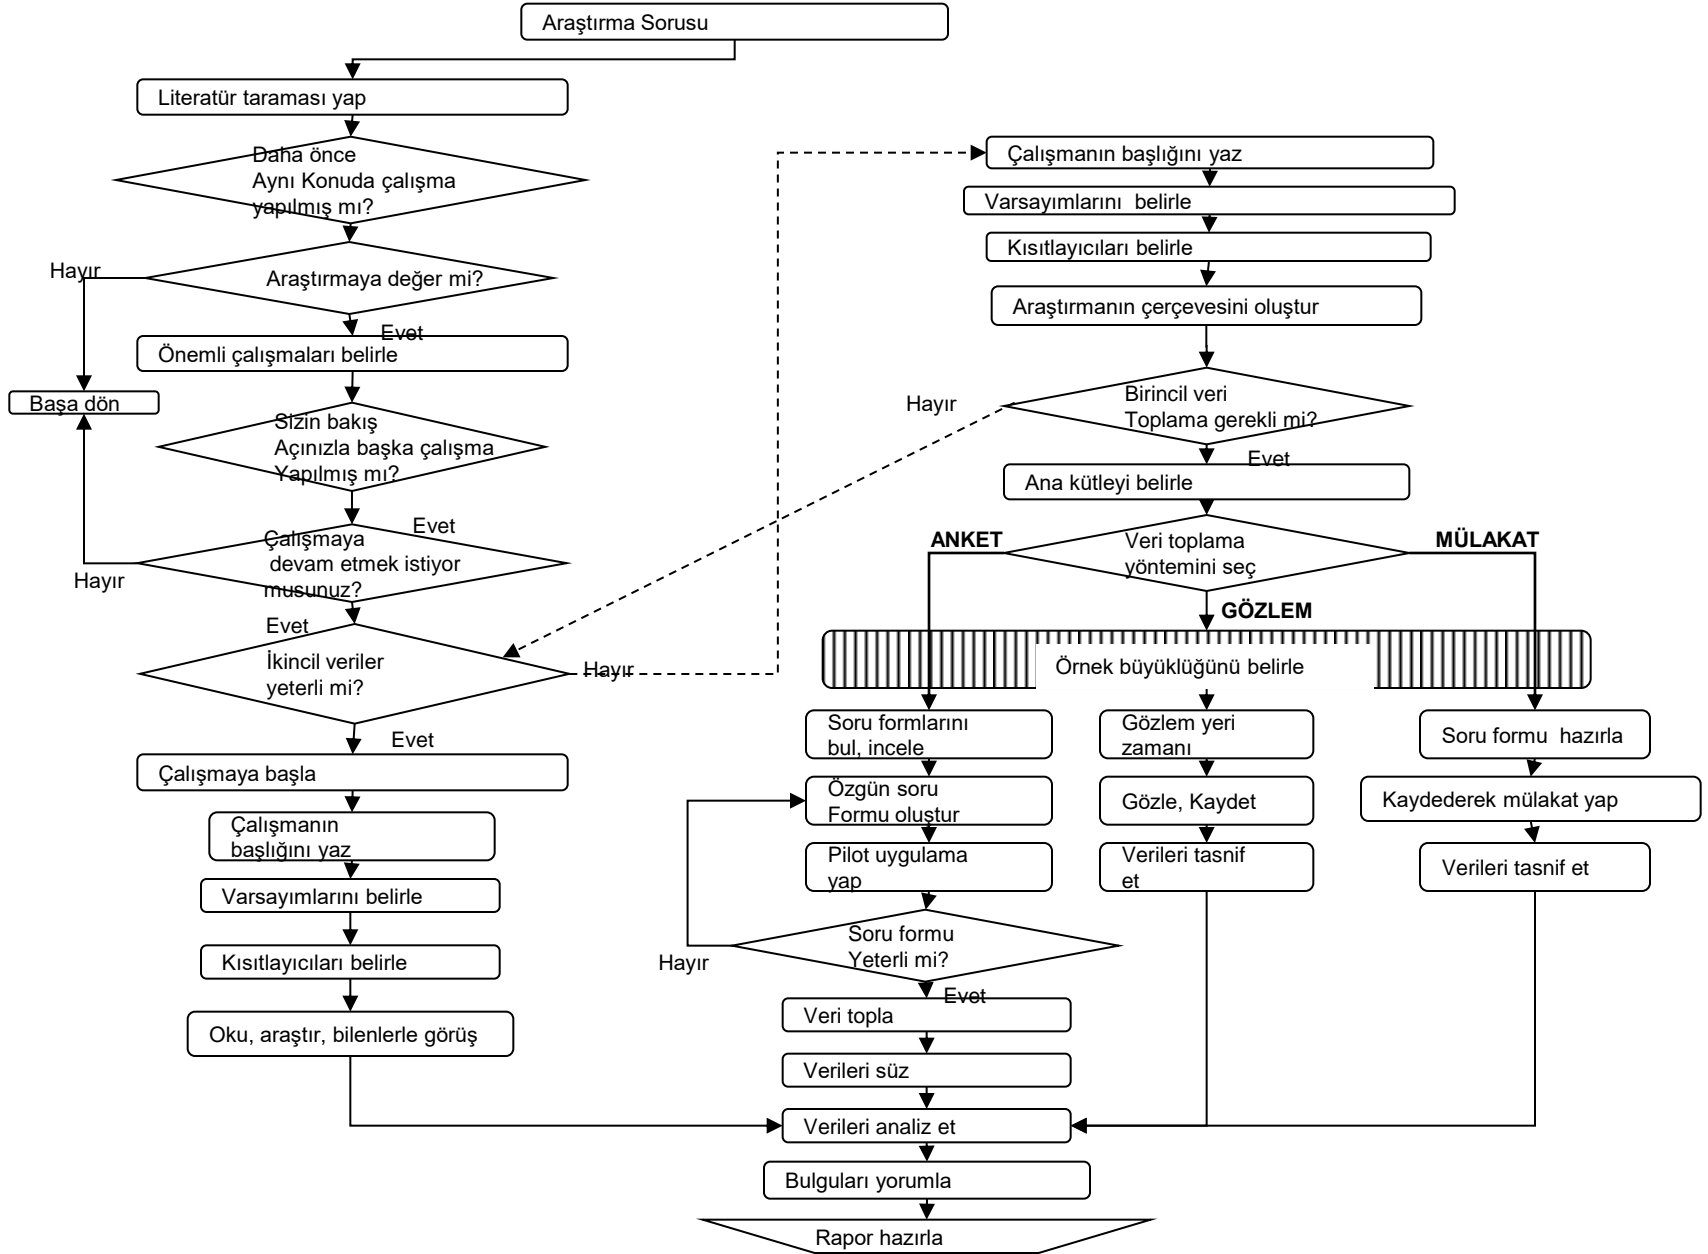 Araştırma Sorusu
Literatür taraması yap
Daha önce
Aynı Konuda çalışma
yapılmış mı?
Hayır
Araştırmaya değer mi?
Evet
Önemli çalışmaları belirle
Başa dön
Sizin bakış
Açınızla başka çalışma
Yapılmış mı?
Evet
Çalışmaya
devam etmek istiyor
musunuz?
Hayır
Evet
İkincil veriler
yeterli mi?
Hayır
Evet
Çalışmaya başla
Çalışmanın
başlığını yaz
Varsayımlarını belirle
Kısıtlayıcıları belirle
Oku, araştır, bilenlerle görüş
Çalışmanın başlığını yaz
Varsayımlarını  belirle
Kısıtlayıcıları belirle
Araştırmanın çerçevesini oluştur
Hayır
Birincil veri
Toplama gerekli mi?
Evet
Ana kütleyi belirle
ANKET
Veri toplama
yöntemini seç
MÜLAKAT
GÖZLEM
Örnek büyüklüğünü belirle
Soru formlarını
bul, incele
Özgün soru
Formu oluştur
Pilot uygulama
yap
Soru formu
Yeterli mi?
Hayır
Evet
Gözlem yeri
zamanı
Gözle, Kaydet
Verileri tasnif
et
Soru formu  hazırla
Kaydederek mülakat yap
Verileri tasnif et
Veri topla
Verileri süz
Verileri analiz et
Bulguları yorumla
Rapor hazırla